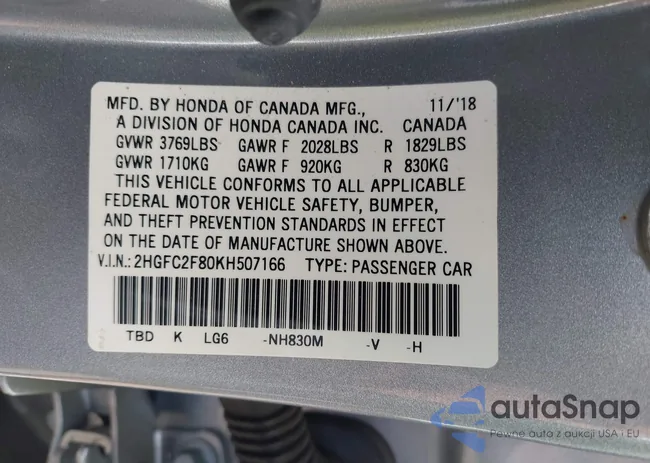 MFD. BY HONDA OF CANADA MFG., 11/'18
A DIVISION OF HONDA CANADA INC. CANADA
GVWR 3769LBS GAWR F 2028LBS R 1829LBS
GVWR 1710KG GAWR F 920KG R 830KG
THIS VEHICLE CONFORMS TO ALL APPLICABLE
FEDERAL MOTOR VEHICLE SAFETY, BUMPER,
AND THEFT PREVENTION STANDARDS IN EFFECT
ON THE DATE OF MANUFACTURE SHOWN ABOVE.
V.I.N.: 2HGFC2F80KH507166 TYPE: PASSENGER CAR
TBD K LG6 -NH830M -V -H
autaSnap
Pewne auta z aukcji USA i EU